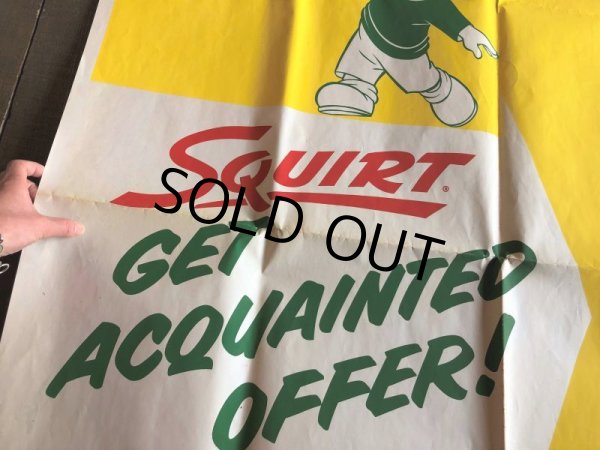 SQUIRT®
SOLD OUT
GET
ACQUAINTED
OFFER!